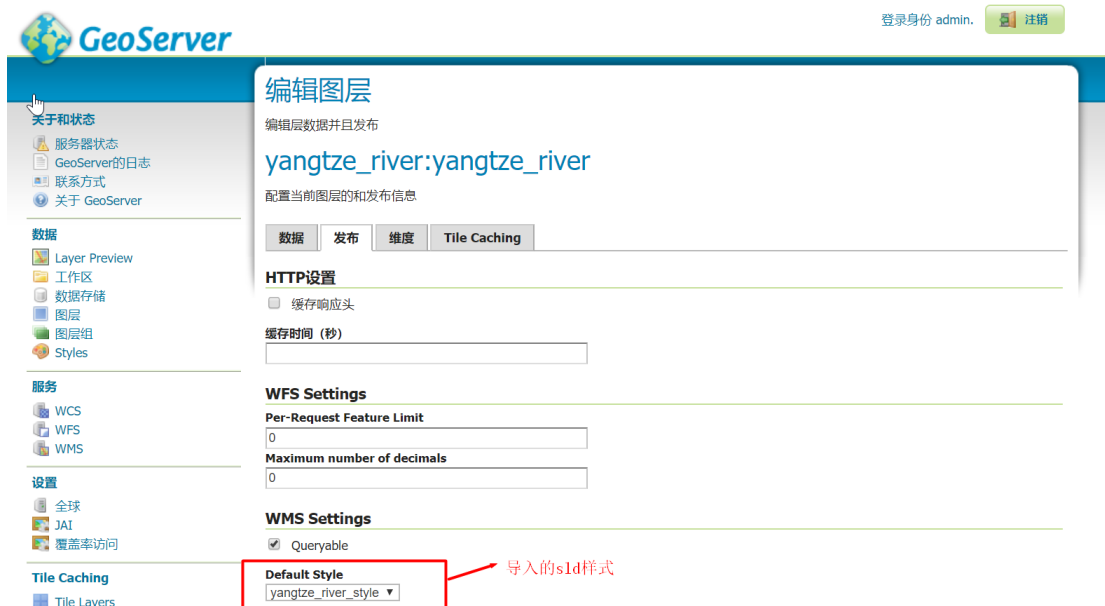 GeoServer
登录身份 admin.
注销
关于和状态
服务器状态
GeoServer的日志
联系方式
关于 GeoServer
数据
Layer Preview
工作区
数据存储
图层
图层组
Styles
服务
WCS
WFS
WMS
设置
全球
JAI
覆盖率访问
Tile Caching
Tile Layers
编辑图层
编辑层数据并且发布
yangtze_river:yangtze_river
配置当前图层的和发布信息
数据 发布 维度 Tile Caching
HTTP设置
缓存响应头
缓存时间（秒）
WFS Settings
Per-Request Feature Limit
0
Maximum number of decimals
0
WMS Settings
Queryable
Default Style
yangtze_river_style
导入的sld样式